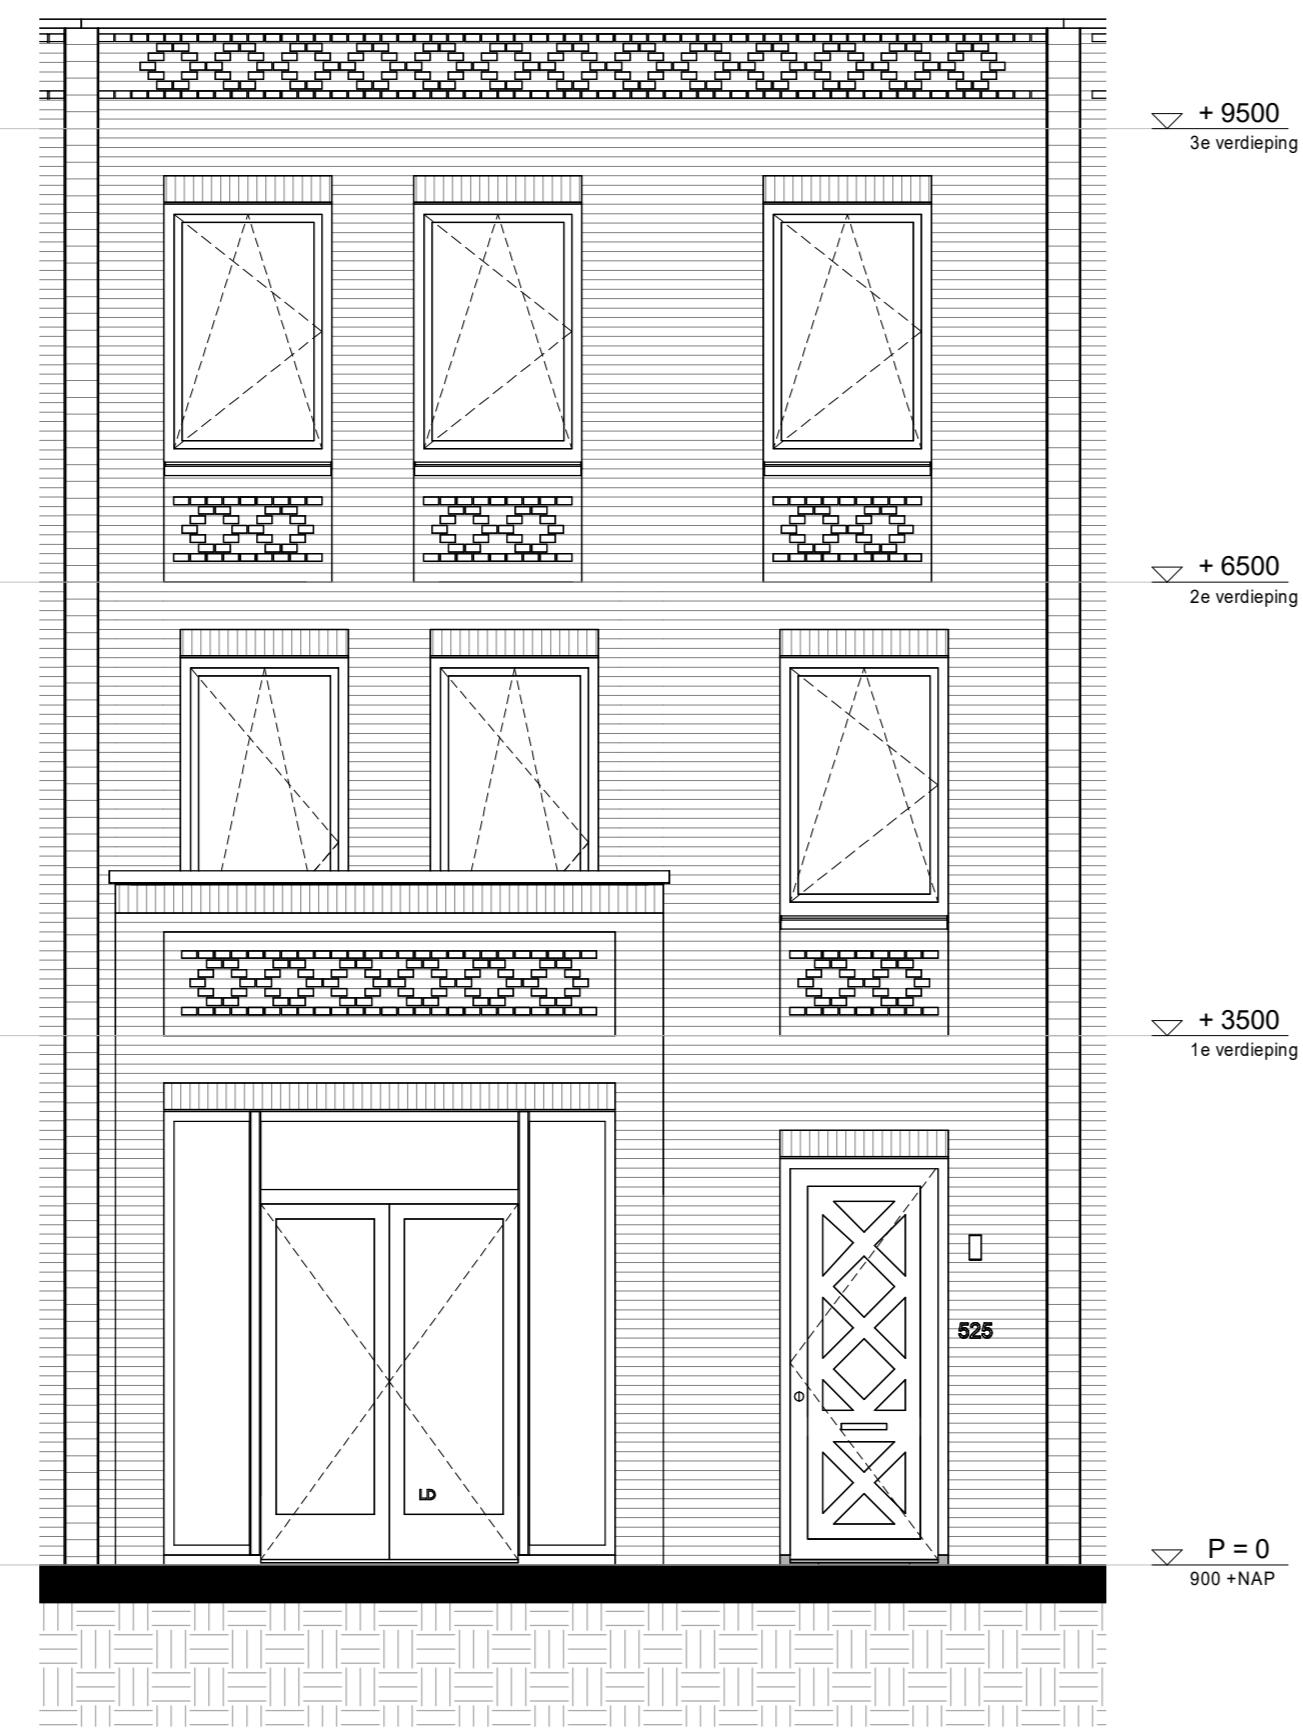 + 9500
3e verdieping
+ 6500
2e verdieping
+ 3500
1e verdieping
525
LD
P = 0
900 +NAP